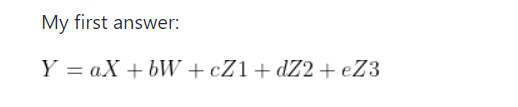 My first answer:
Y = aX + bW + cZ1 + dZ2 + eZ3